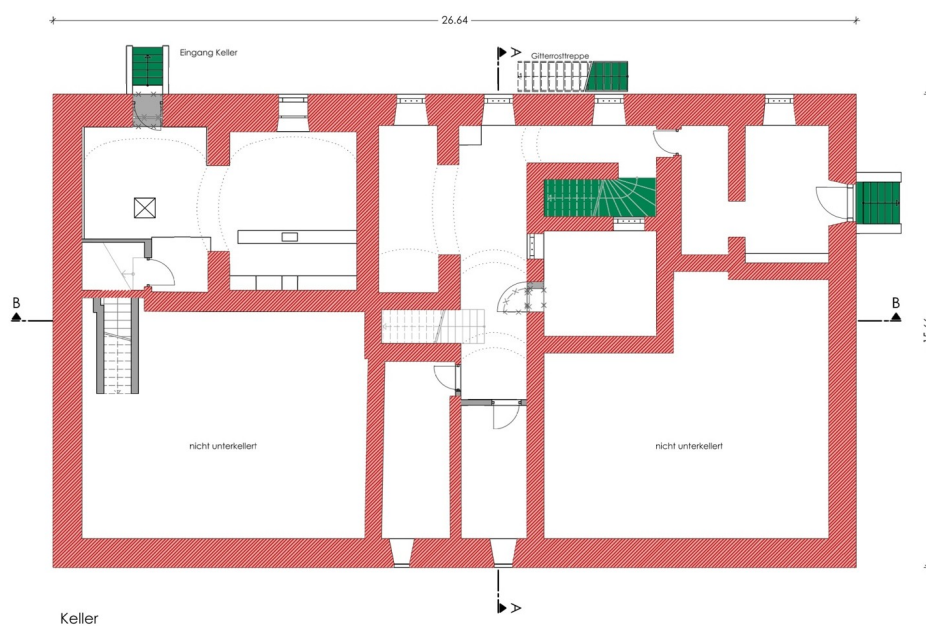 26.64
Eingang Keller
A
Gitterrosttreppe
B
B
nicht unterkellert
nicht unterkellert
A
Keller